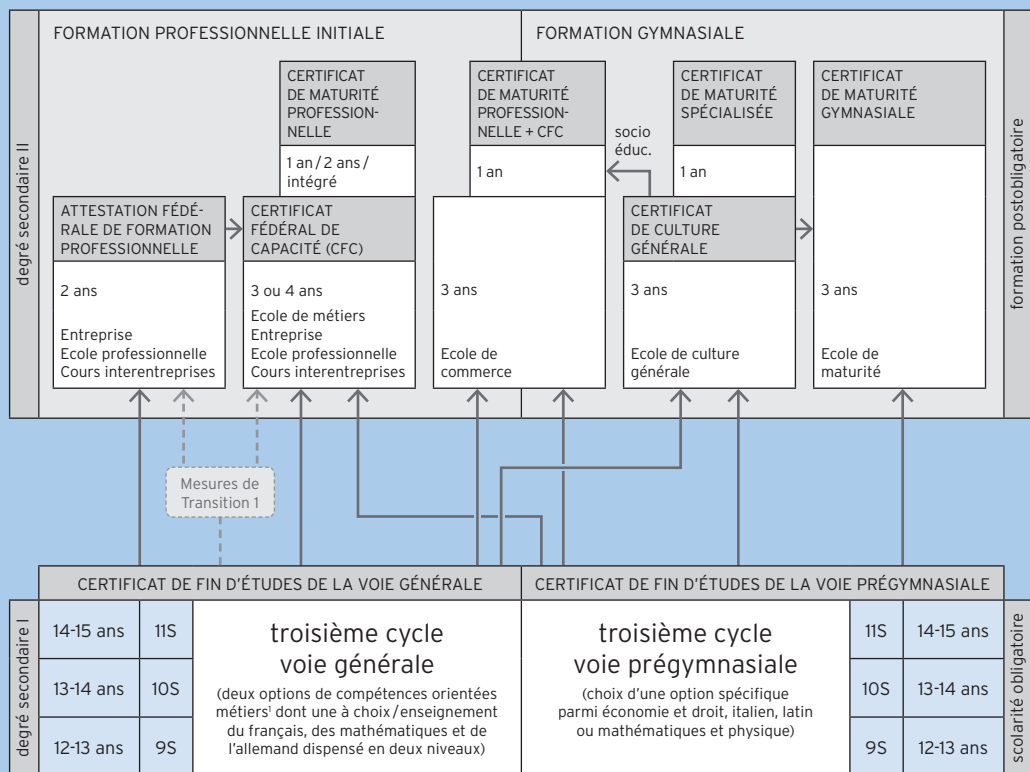 degré secondaire II
FORMATION PROFESSIONNELLE INITIALE
FORMATION GYMNASIALE
formation postobligatoire
CERTIFICAT
DE MATURITÉ
PROFESSION-
NELLE
1 an / 2 ans /
intégré
CERTIFICAT
DE MATURITÉ
PROFESSION-
NELLE + CFC
1 an
socio
éduc.
CERTIFICAT
DE MATURITÉ
SPÉCIALISÉE
1 an
CERTIFICAT
DE MATURITÉ
GYMNASIALE
ATTESTATION FÉDÉ-
RALE DE FORMATION
PROFESSIONNELLE
2 ans
Entreprise
Ecole professionnelle
Cours interentreprises
CERTIFICAT
FÉDÉRAL DE
CAPACITÉ (CFC)
3 ou 4 ans
Ecole de métiers
Entreprise
Ecole professionnelle
Cours interentreprises
3 ans
Ecole de
commerce
CERTIFICAT
DE CULTURE
GÉNÉRALE
3 ans
Ecole de culture
générale
3 ans
Ecole de
maturité
Mesures de
Transition 1
CERTIFICAT DE FIN D'ÉTUDES DE LA VOIE GÉNÉRALE
CERTIFICAT DE FIN D'ÉTUDES DE LA VOIE PRÉGYMNASIALE
degré secondaire I
14-15 ans
11S
13-14 ans
10S
12-13 ans
9S
troisième cycle
voie générale
(deux options de compétences orientées
métiers¹ dont une à choix / enseignement
du français, des mathématiques et de
l'allemand dispensé en deux niveaux)
troisième cycle
voie prégymnasiale
(choix d'une option spécifique
parmi économie et droit, italien, latin
ou mathématiques et physique)
11S
14-15 ans
10S
13-14 ans
9S
12-13 ans
scolarité obligatoire